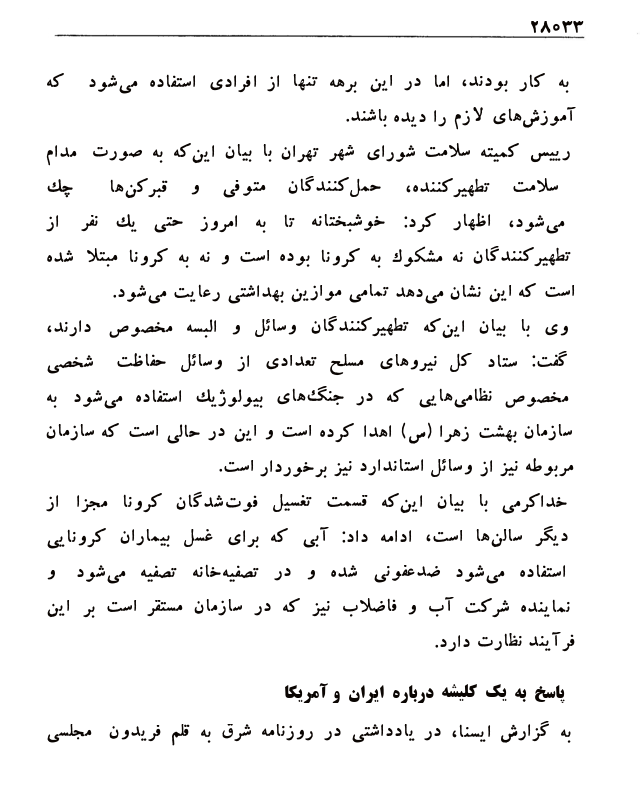 ۲۸۰۳۳
به کار بودند، اما در این برهه تنها از افرادی استفاده می‌شود که
آموزش‌های لازم را دیده باشند.
رییس کمیته سلامت شورای شهر تهران با بیان این‌که به صورت مدام
سلامت تطهیرکننده، حمل‌کنندگان متوفی و قبرکن‌ها چك
می‌شود، اظهار کرد: خوشبختانه تا به امروز حتی یك نفر از
تطهیرکنندگان نه مشکوك به کرونا بوده است و نه به کرونا مبتلا شده
است که این نشان می‌دهد تمامی موازین بهداشتی رعایت می‌شود.
وی با بیان این‌که تطهیرکنندگان وسائل و البسه مخصوص دارند،
گفت: ستاد کل نیروهای مسلح تعدادی از وسائل حفاظت شخصی
مخصوص نظامی‌هایی که در جنگ‌های بیولوژیك استفاده می‌شود به
سازمان بهشت زهرا (س) اهدا کرده است و این در حالی است که سازمان
مربوطه نیز از وسائل استاندارد نیز برخوردار است.
خداکرمی با بیان این‌که قسمت تغسیل فوت‌شدگان کرونا مجزا از
دیگر سالن‌ها است، ادامه داد: آبی که برای غسل بیماران کرونایی
استفاده می‌شود ضدعفونی شده و در تصفیه‌خانه تصفیه می‌شود و
نماینده شرکت آب و فاضلاب نیز که در سازمان مستقر است بر این
فرآیند نظارت دارد.
پاسخ به یک کلیشه درباره ایران و آمریکا
به گزارش ایسنا، در یادداشتی در روزنامه شرق به قلم فریدون مجلسی